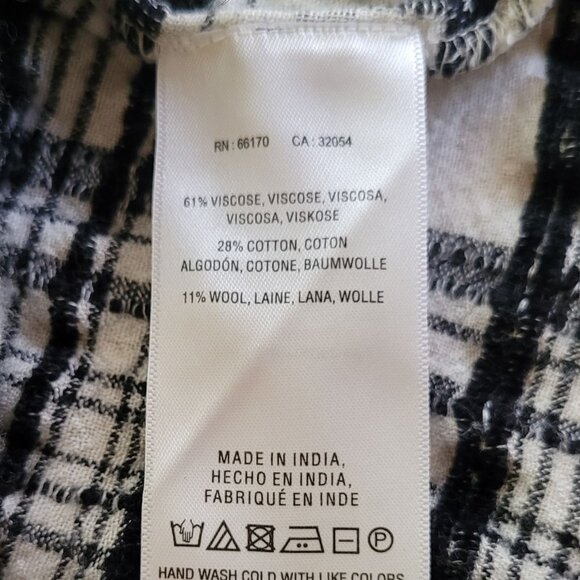 RN : 66170 CA : 32054
61% VISCOSE, VISCOSE, VISCOSA,
VISCOSA, VISKOSE
28% COTTON, COTON
ALGODÓN, COTONE, BAUMWOLLE
11% WOOL, LAINE, LANA, WOLLE
MADE IN INDIA,
HECHO EN INDIA,
FABRIQUÉ EN INDE
P
HAND WASH COLD WITH LIKE COLORS